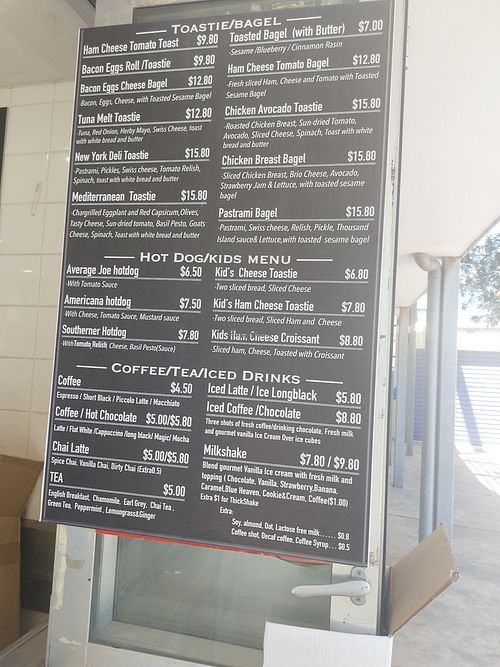 TOASTIE/BAGEL
Ham Cheese Tomato Toast $9.80
Bacon Eggs Roll /Toastie $9.80
Bacon Eggs Cheese Bagel $12.80
-Bacon, Eggs, Cheese, with Toasted Sesame Bagel
Tuna Melt Toastie $12.80
-Tuna, Red Onion, Herby Mayo, Swiss Cheese, toast
with white bread and butter
New York Deli Toastie $15.80
-Pastrami, Pickles, Swiss cheese, Tomato Relish,
Spinach, toast with white bread and butter
Mediterranean Toastie $15.80
-Chargrilled Eggplant and Red Capsicum,Olives,
Tasty Cheese, Sun-dried tomato, Basil Pesto, Goats
Cheese, Spinach, Toast with white bread and butter
Toasted Bagel (with Butter) $7.00
-Sesame /Blueberry / Cinnamon Rasin
Ham Cheese Tomato Bagel $12.80
-Fresh sliced Ham, Cheese and Tomato with Toasted
Sesame Bagel
Chicken Avocado Toastie $15.80
-Roasted Chicken Breast, Sun-dried Tomato,
Avocado, Sliced Cheese, Spinach, Toast with white
bread and butter
Chicken Breast Bagel $15.80
-Sliced Chicken Breast, Brio Cheese, Avocado,
Strawberry Jam & Lettuce, with toasted sesame
bagel
Pastrami Bagel $15.80
-Pastrami, Swiss cheese, Relish, Pickle, Thousand
Island sauce& Lettuce,with toasted sesame bagel
HOT DOG/KIDS MENU
Average Joe hotdog $6.50
-With Tomato Sauce
Americana hotdog $7.50
-With Cheese, Tomato Sauce, Mustard sauce
Southerner Hotdog $7.80
-WithTomato Relish, Cheese, Basil Pesto(Sauce)
Kid's Cheese Toastie $6.80
-Two sliced bread, Sliced Cheese
Kid's Ham Cheese Toastie $7.80
-Two sliced bread, Sliced Ham and Cheese
Kids Ham Cheese Croissant $8.80
-Sliced ham, Cheese, Toasted with Croissant
COFFEE/TEA/ICED DRINKS
Coffee $4.50
Espresso / Short Black / Piccolo Latte / Macchiato
Coffee / Hot Chocolate $5.00/$5.80
Latte / Flat White /Cappuccino /long black/ Magic/ Mocha
Chai Latte $5.00/$5.80
Spice Chai, Vanilla Chai, Dirty Chai (Extra0.5)
TEA $5.00
English Breakfast, Chamomile, Earl Grey, Chai Tea ,
Green Tea, Peppermint , Lemongrass&Ginger
Iced Latte / Ice Longblack $5.80
Iced Coffee /Chocolate $8.80
Three shots of fresh coffee/drinking chocolate. Fresh milk
and gourmet vanilla Ice Cream Over ice cubes
Milkshake $7.80 / $9.80
Blend gourmet Vanilla Ice cream with fresh milk and
topping ( Chocolate, Vanilla, Strawberry,Banana,
Caramel,Blue Heaven, Cookie&Cream, Coffee($1.00)
Extra $1 for ThickShake
Extra:
Soy, almond, Oat, Lactose free milk...... $0.8
Coffee shot, Decaf coffee, Coffee Syrup... $0.5